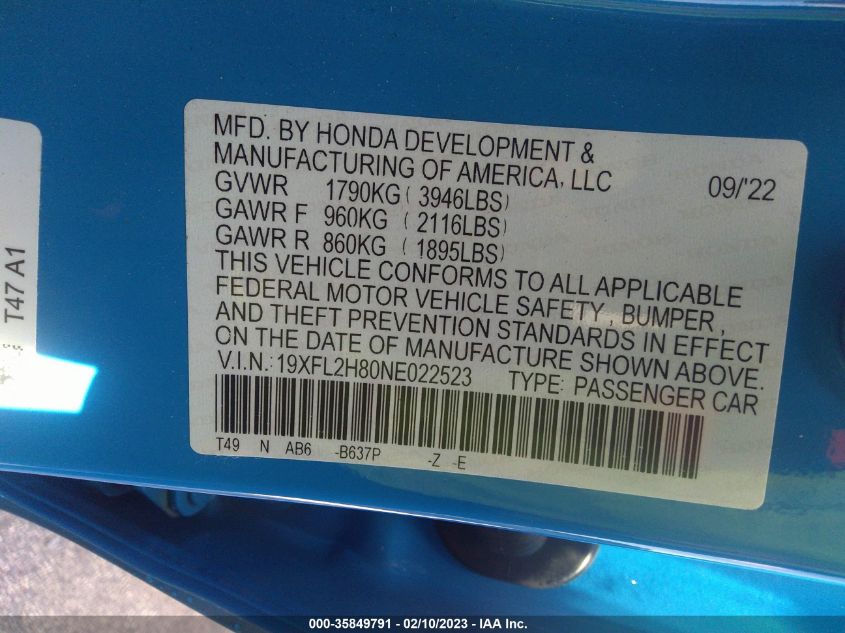 MFD. BY HONDA DEVELOPMENT &
MANUFACTURING OF AMERICA, LLC
09/'22
GVWR 1790KG ( 3946LBS)
GAWR F 960KG ( 2116LBS)
GAWR R 860KG ( 1895LBS)
THIS VEHICLE CONFORMS TO ALL APPLICABLE
FEDERAL MOTOR VEHICLE SAFETY, BUMPER,
AND THEFT PREVENTION STANDARDS IN EFFECT
ON THE DATE OF MANUFACTURE SHOWN ABOVE.
V.I.N.: 19XFL2H80NE022523 TYPE: PASSENGER CAR
T49 N AB6 -B637P -Z -E
T47 A1
000-35849791 - 02/10/2023 - IAA Inc.